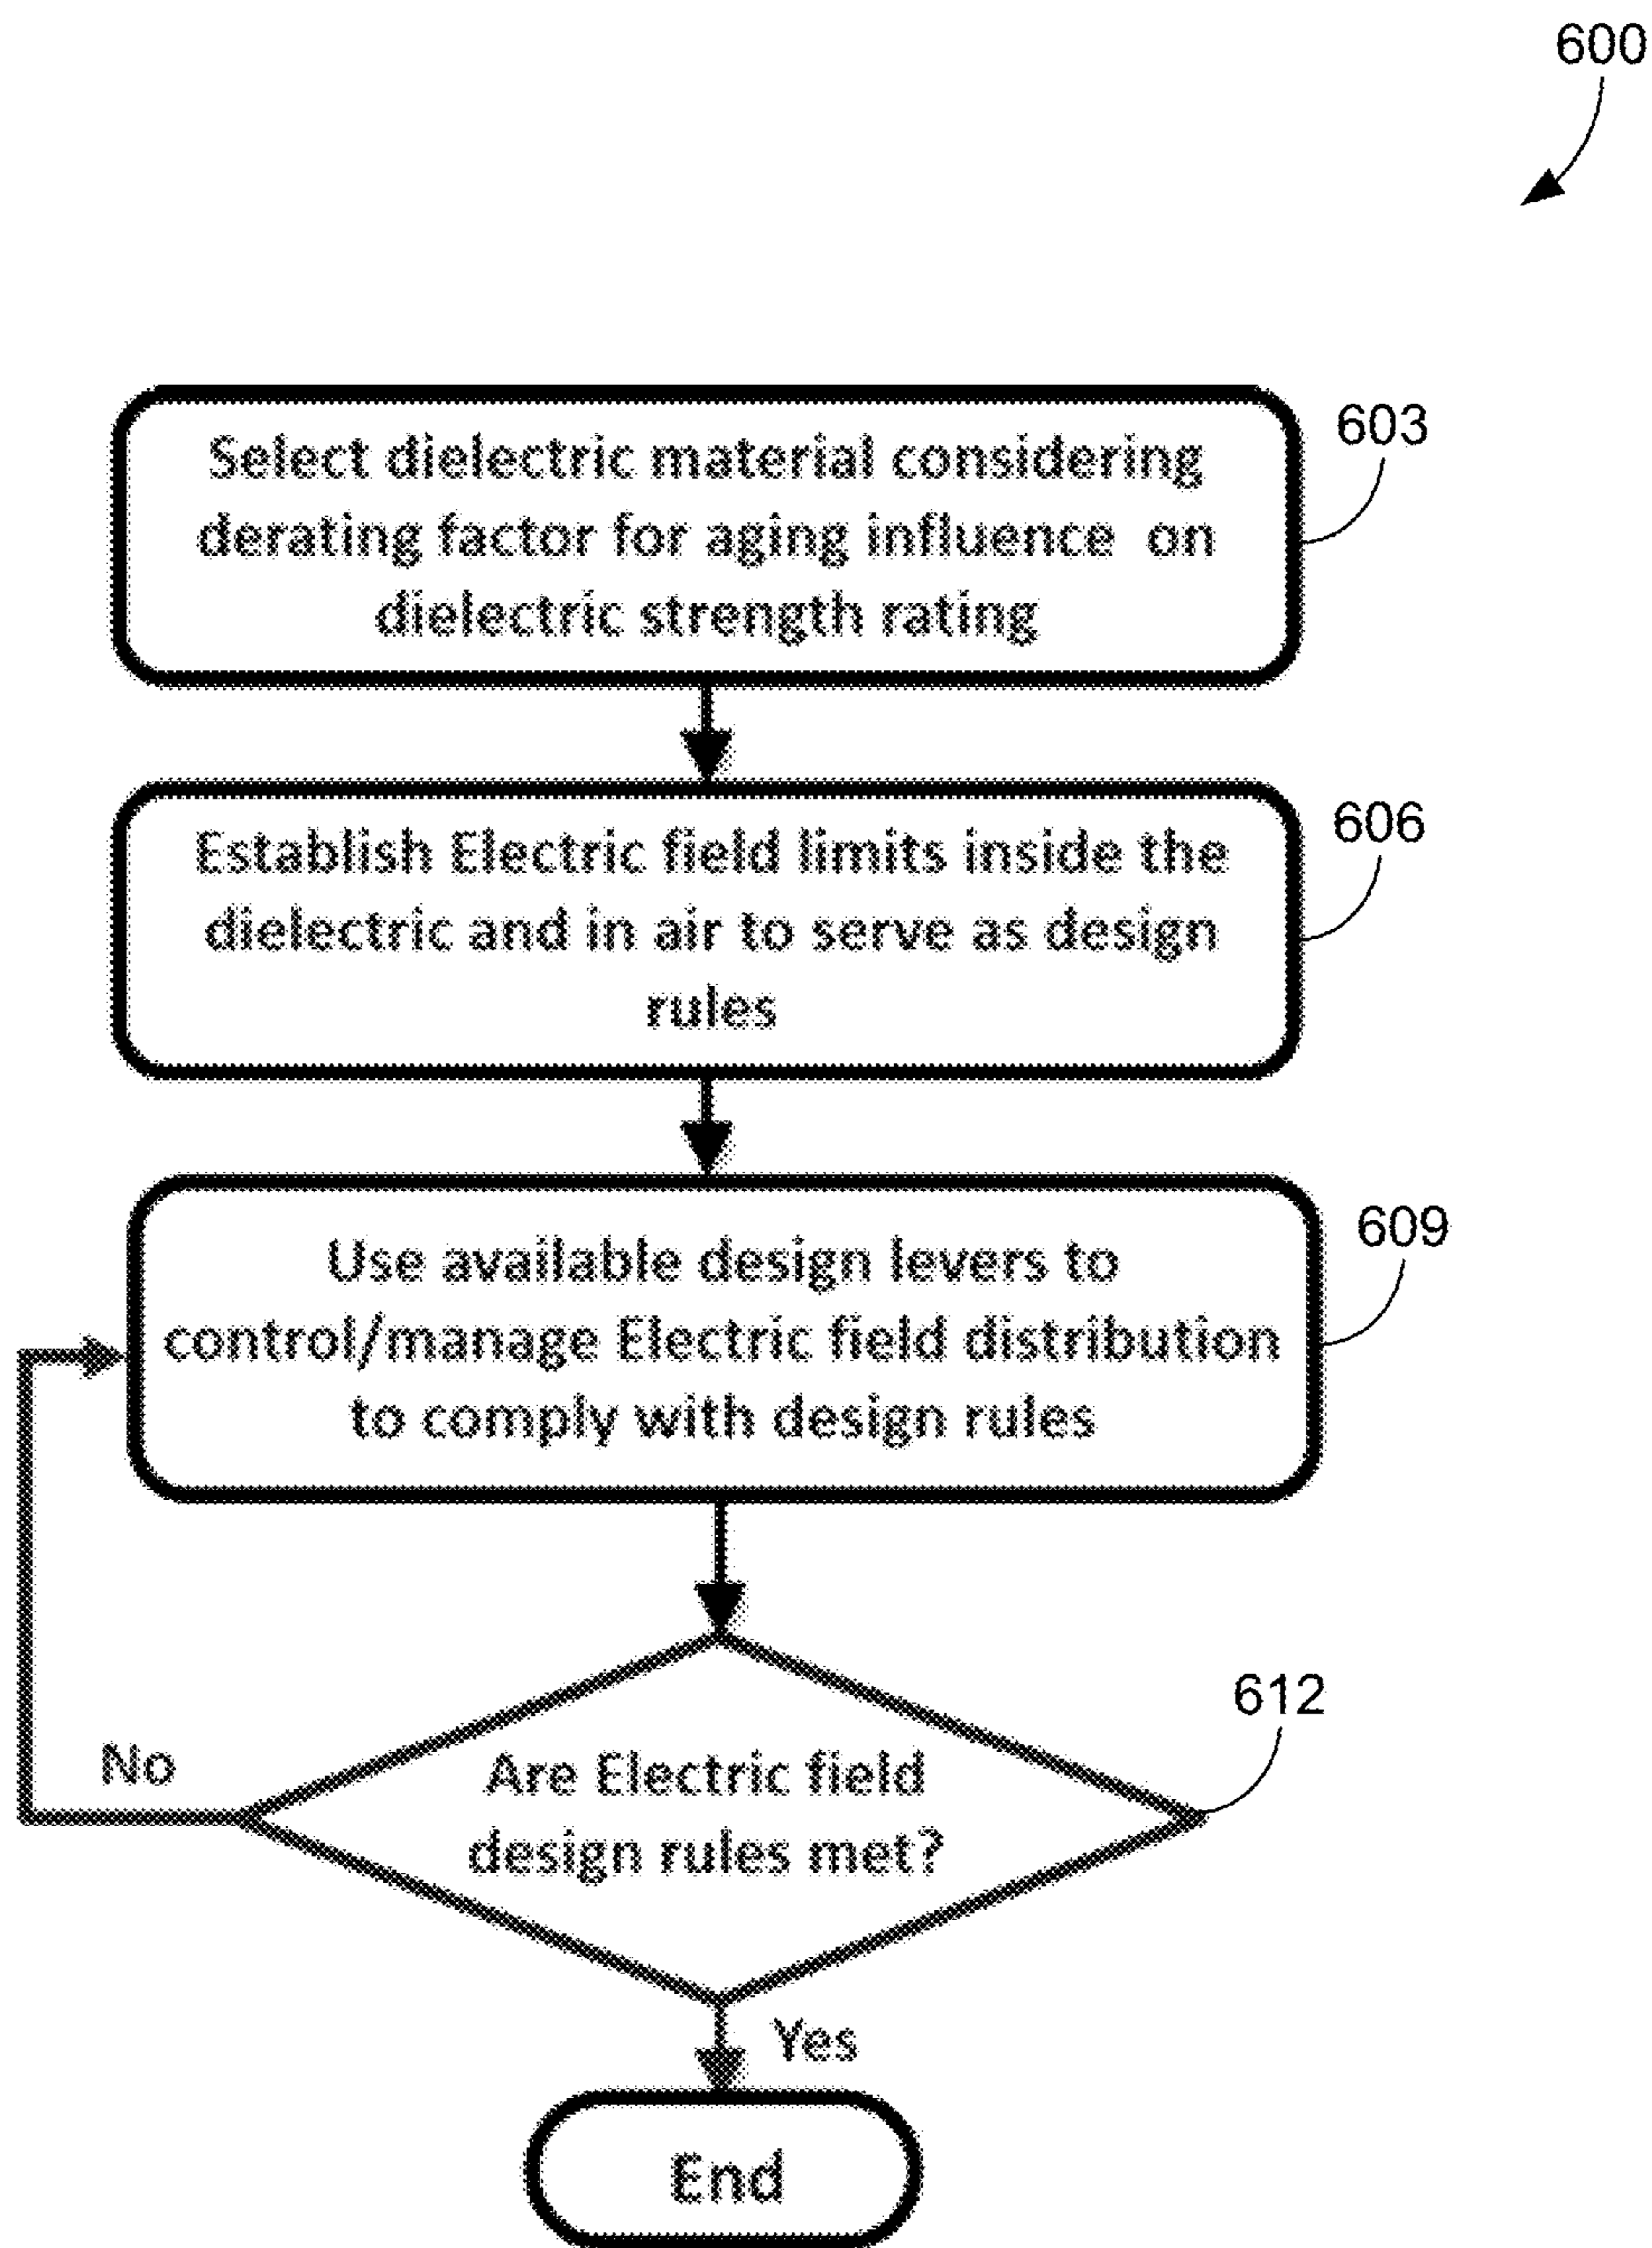 600
Select dielectric material considering
derating factor for aging influence on
dielectric strength rating
603
Establish Electric field limits inside the
dielectric and in air to serve as design
rules
606
Use available design levers to
control/manage Electric field distribution
to comply with design rules
609
Are Electric field
design rules met?
612
No
Yes
End